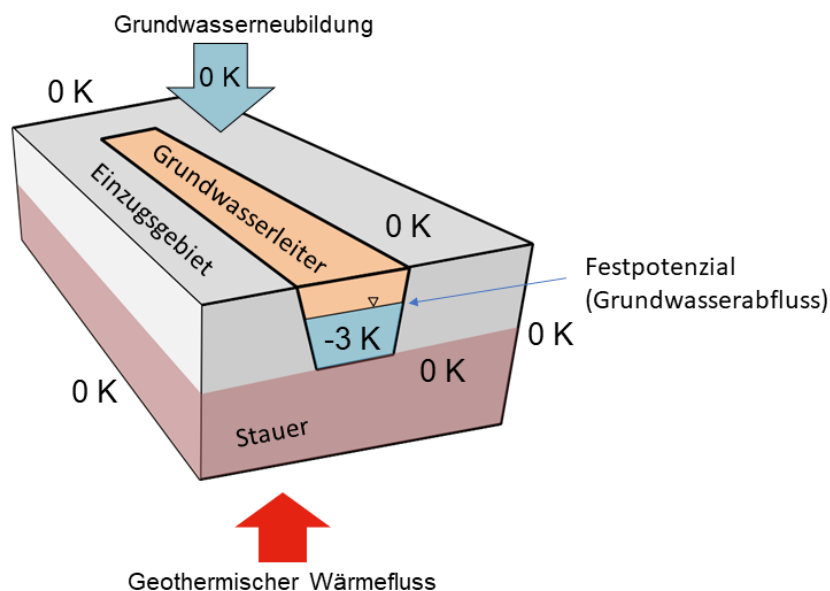 Grundwasserneubildung
0 K
0 K
Grundwasserleiter
Einzugsgebiet
0 K
Festpotenzial
(Grundwasserabfluss)
-3 K
0 K
0 K
0 K
Stauer
Geothermischer Wärmefluss